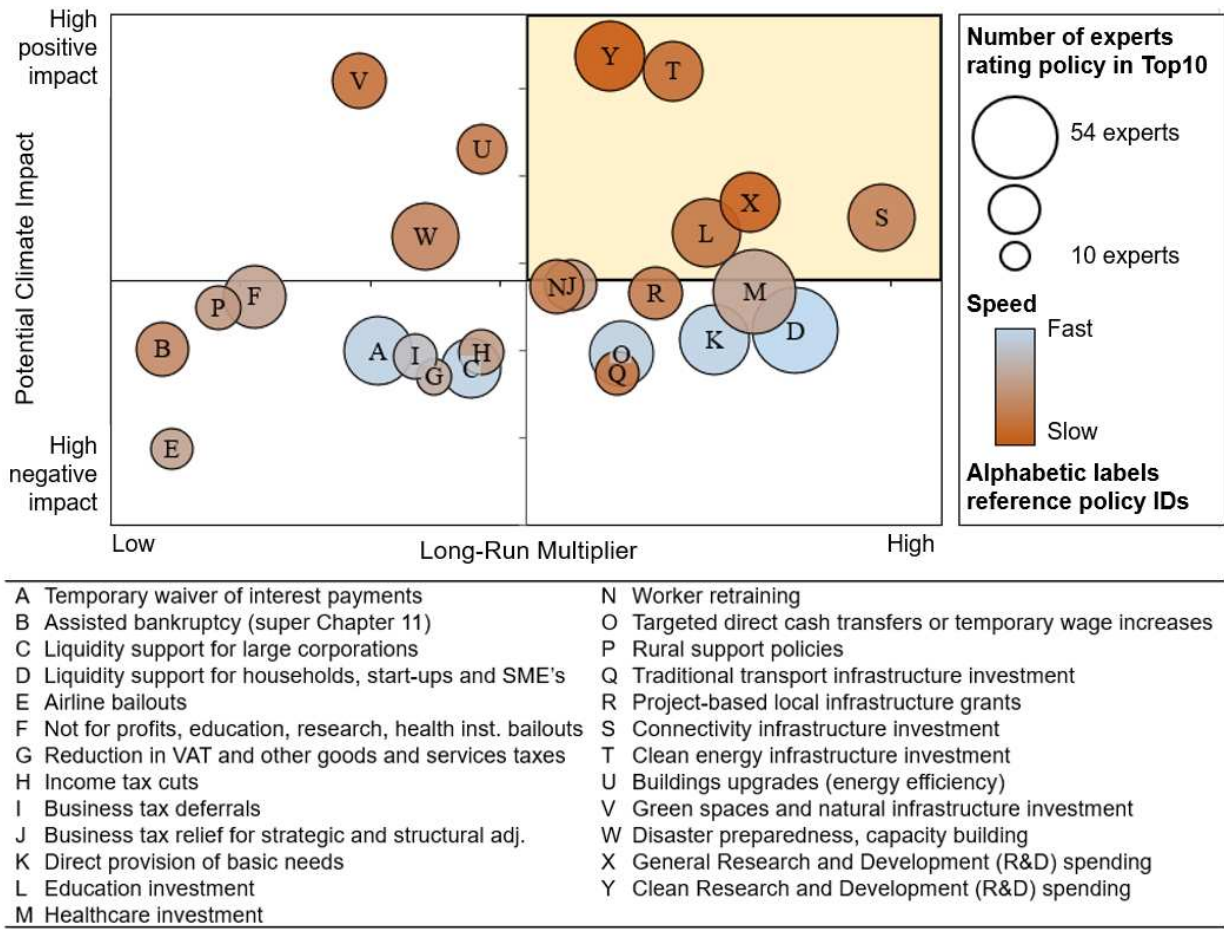 High
positive
impact
Potential Climate Impact
High
negative
impact
V
U
W
Y
T
X
L
S
P
F
B
E
A
I
G
H
C
N
J
R
M
K
D
O
Q
Low
Long-Run Multiplier
High
Number of experts
rating policy in Top10
54 experts
10 experts
Speed
Fast
Slow
Alphabetic labels
reference policy IDs
A Temporary waiver of interest payments
B Assisted bankruptcy (super Chapter 11)
C Liquidity support for large corporations
D Liquidity support for households, start-ups and SME's
E Airline bailouts
F Not for profits, education, research, health inst. bailouts
G Reduction in VAT and other goods and services taxes
H Income tax cuts
I Business tax deferrals
J Business tax relief for strategic and structural adj.
K Direct provision of basic needs
L Education investment
M Healthcare investment
N Worker retraining
O Targeted direct cash transfers or temporary wage increases
P Rural support policies
Q Traditional transport infrastructure investment
R Project-based local infrastructure grants
S Connectivity infrastructure investment
T Clean energy infrastructure investment
U Buildings upgrades (energy efficiency)
V Green spaces and natural infrastructure investment
W Disaster preparedness, capacity building
X General Research and Development (R&D) spending
Y Clean Research and Development (R&D) spending